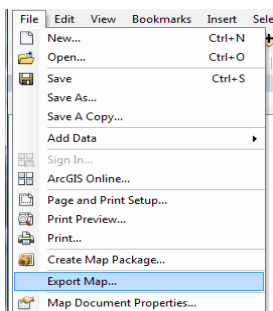 File Edit View Bookmarks Insert Sele
New... Ctrl+N
Open... Ctrl+O
Save Ctrl+S
Save As...
Save A Copy...
Add Data
Sign In...
ArcGIS Online...
Page and Print Setup...
Print Preview...
Print...
Create Map Package...
Export Map...
Map Document Properties...